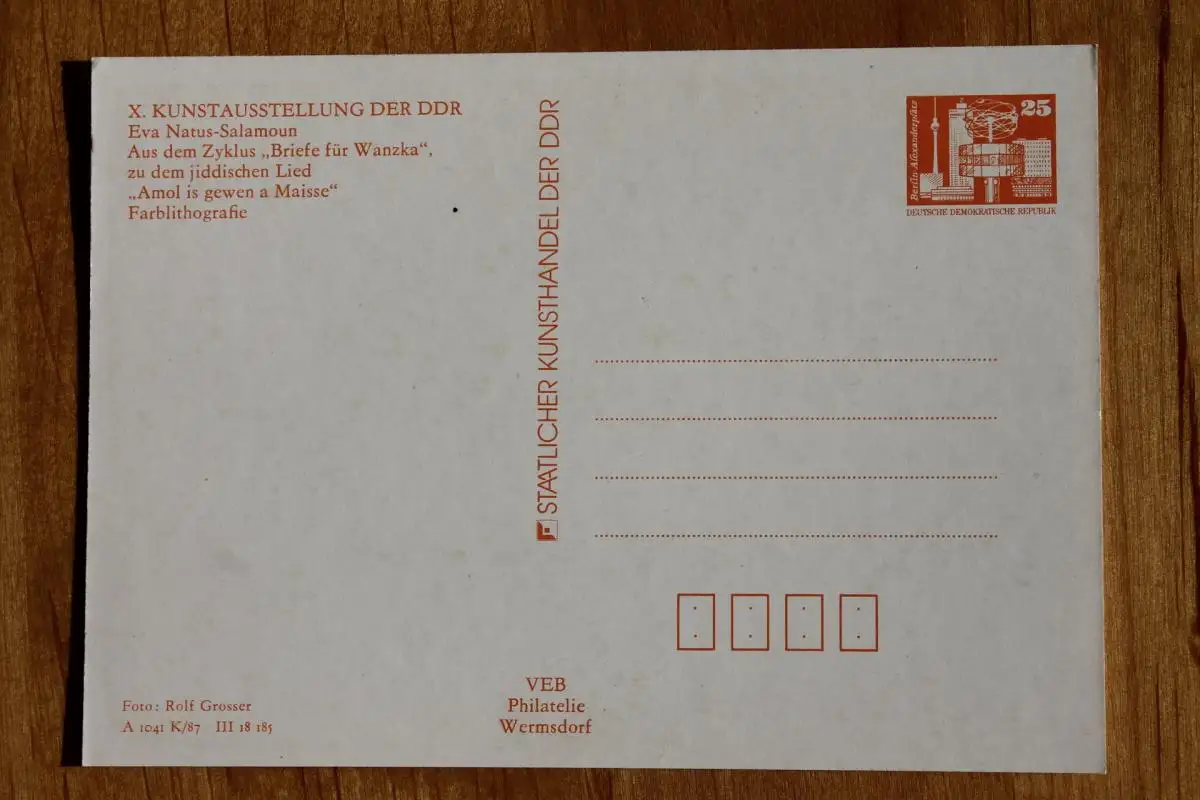 X. KUNSTAUSSTELLUNG DER DDR
Eva Natus-Salamoun
Aus dem Zyklus „Briefe für Wanzka“,
zu dem jiddischen Lied
„Amol is gewen a Maisse“
Farblithografie
Foto: Rolf Grosser
A 1041 K/87 III 18 185
STAATLICHER KUNSTHANDEL DER DDR
VEB
Philatelie
Wermsdorf
Berlin-Alexanderplatz
25
DEUTSCHE DEMOKRATISCHE REPUBLIK